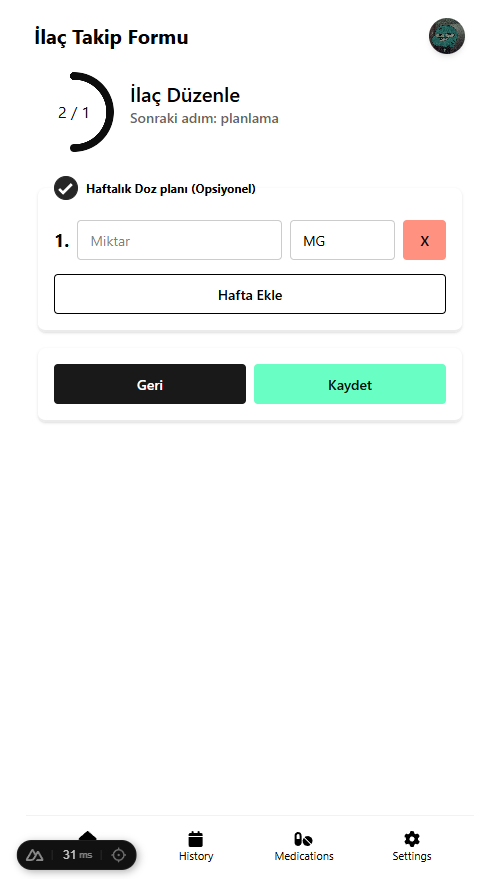 İlaç Takip Formu
2 / 1
İlaç Düzenle
Sonraki adım: planlama
Haftalık Doz planı (Opsiyonel)
1. Miktar MG X
Hafta Ekle
Geri Kaydet
31 ms
History Medications Settings